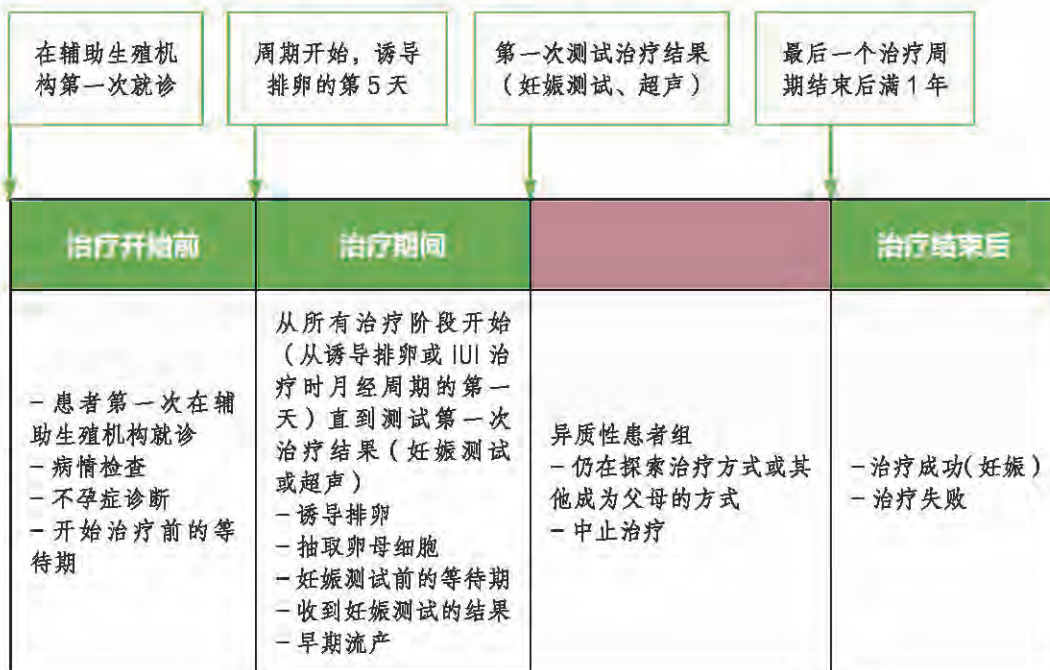 在辅助生殖机
构第一次就诊
周期开始，诱导
排卵的第5天
第一次测试治疗结果
（妊娠测试、超声）
最后一个治疗周
期结束后满1年
治疗开始前
治疗期间
治疗结束后
－患者第一次在辅
助生殖机构就诊
－病情检查
－不孕症诊断
－开始治疗前的等
待期
从所有治疗阶段开始
（从诱导排卵或 IUI 治
疗时月经周期的第一
天）直到测试第一次
治疗结果（妊娠测试
或超声）
－诱导排卵
－抽取卵母细胞
－妊娠测试前的等待期
－收到妊娠测试的结果
－早期流产
异质性患者组
－仍在探索治疗方式或其
他成为父母的方式
－中止治疗
－治疗成功（妊娠）
－治疗失败